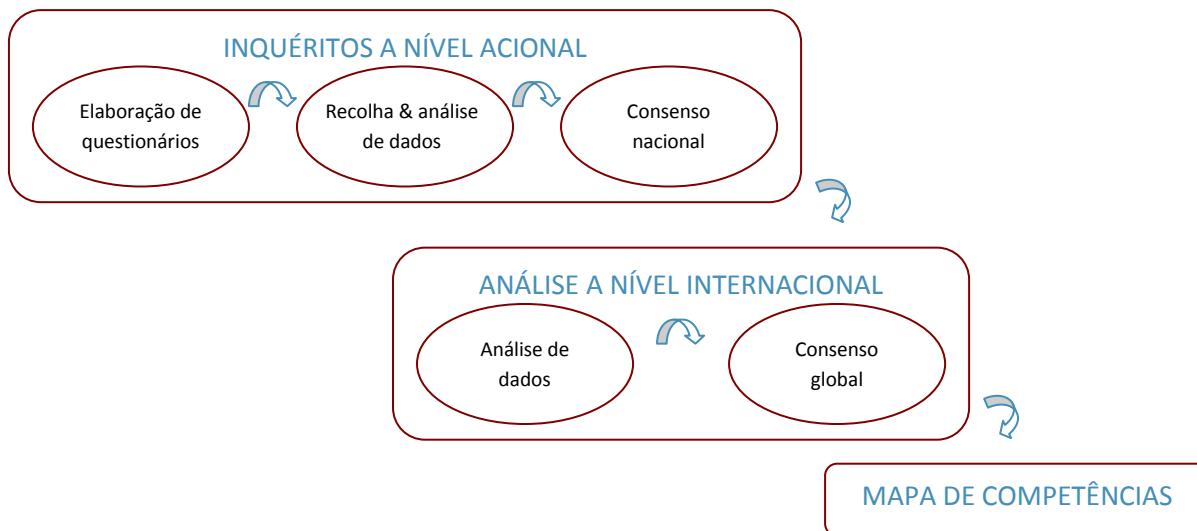 INQUÉRITOS A NÍVEL ACIONAL
Elaboração de
questionários
Recolha & análise
de dados
Consenso
nacional
ANÁLISE A NÍVEL INTERNACIONAL
Análise de
dados
Consenso
global
MAPA DE COMPETÊNCIAS